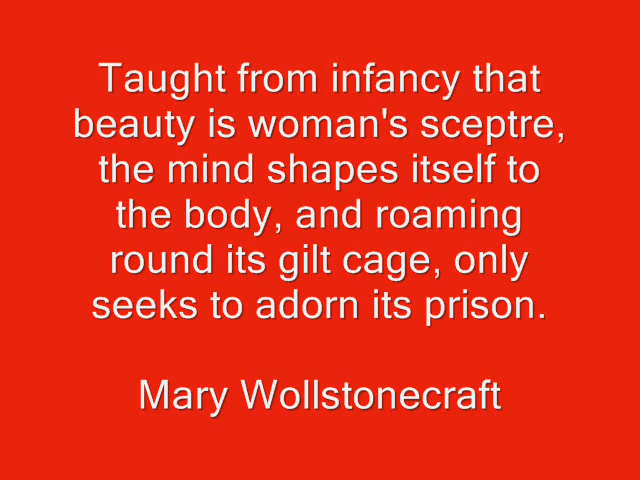 Taught from infancy that
beauty is woman's sceptre,
the mind shapes itself to
the body, and roaming
round its gilt cage, only
seeks to adorn its prison.
Mary Wollstonecraft